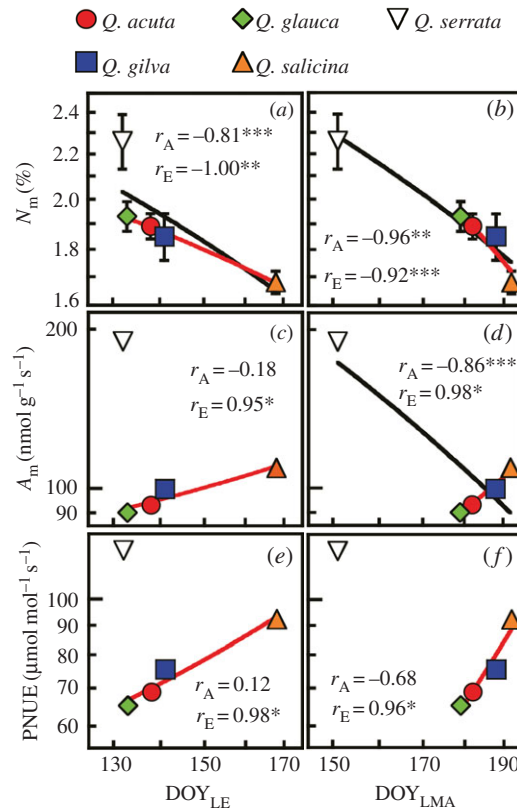 Q. acuta Q. glauca Q. serrata
Q. gilva Q. salicina
2.4
2.2
2.0
1.8
1.6
Nm (%)
(a)
rA = –0.81***
rE = –1.00**
(b)
rA = –0.96**
rE = –0.92***
200
100
90
Am (nmol g–1 s–1)
(c)
rA = –0.18
rE = 0.95*
(d)
rA = –0.86***
rE = 0.98*
100
90
80
70
60
PNUE (μmol mol–1 s–1)
(e)
rA = 0.12
rE = 0.98*
(f)
rA = –0.68
rE = 0.96*
130 150 170
150 170 190
DOYLE
DOYLMA